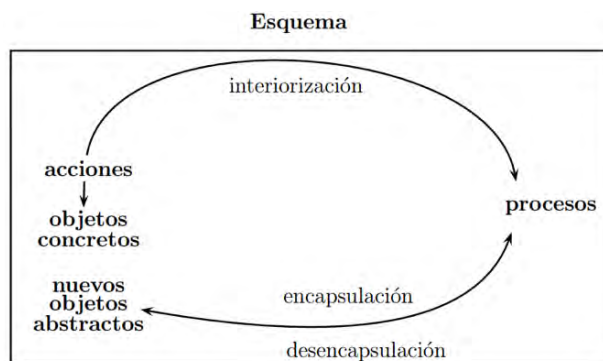 Esquema
interiorización
acciones
objetos
concretos
procesos
nuevos
objetos
abstractos
encapsulación
desencapsulación